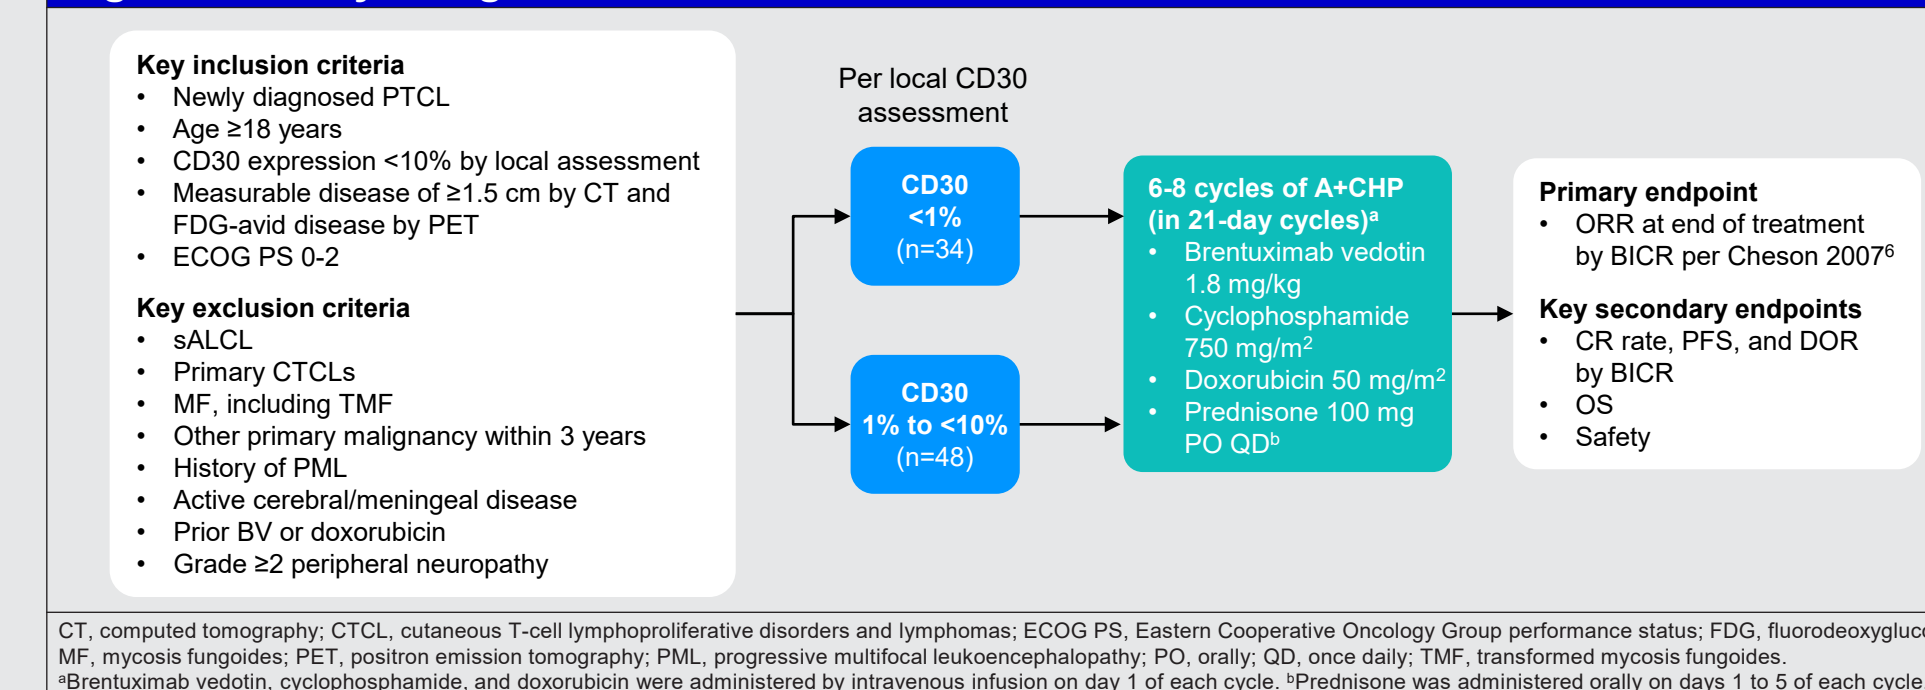 Key inclusion criteria
• Newly diagnosed PTCL
• Age ≥18 years
• CD30 expression <10% by local assessment
• Measurable disease of ≥1.5 cm by CT and
FDG-avid disease by PET
• ECOG PS 0-2
Key exclusion criteria
• sALCL
• Primary CTCLs
• MF, including TMF
• Other primary malignancy within 3 years
• History of PML
• Active cerebral/meningeal disease
• Prior BV or doxorubicin
• Grade ≥2 peripheral neuropathy
Per local CD30
assessment
CD30
<1%
(n=34)
CD30
1% to <10%
(n=48)
6-8 cycles of A+CHP
(in 21-day cycles)ᵃ
• Brentuximab vedotin
1.8 mg/kg
• Cyclophosphamide
750 mg/m²
• Doxorubicin 50 mg/m²
• Prednisone 100 mg
PO QDᵇ
Primary endpoint
• ORR at end of treatment
by BICR per Cheson 2007⁶
Key secondary endpoints
• CR rate, PFS, and DOR
by BICR
• OS
• Safety
CT, computed tomography; CTCL, cutaneous T-cell lymphoproliferative disorders and lymphomas; ECOG PS, Eastern Cooperative Oncology Group performance status; FDG, fluorodeoxygluco
MF, mycosis fungoides; PET, positron emission tomography; PML, progressive multifocal leukoencephalopathy; PO, orally; QD, once daily; TMF, transformed mycosis fungoides.
ᵃBrentuximab vedotin, cyclophosphamide, and doxorubicin were administered by intravenous infusion on day 1 of each cycle. ᵇPrednisone was administered orally on days 1 to 5 of each cycle